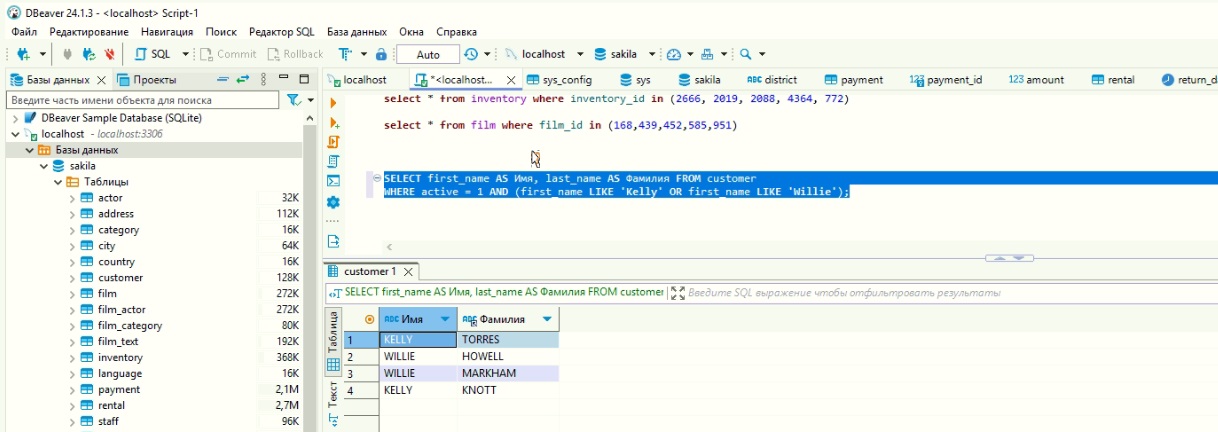 DBeaver 24.1.3 - <localhost> Script-1
Файл Редактирование Навигация Поиск Редактор SQL База данных Окна Справка
SQL Commit Rollback Auto localhost sakila
Базы данных Проекты
localhost *<localhost... sys_config sys sakila ABC district payment 123 payment_id 123 amount rental return_d
Введите часть имени объекта для поиска
DBeaver Sample Database (SQLite)
localhost - localhost:3306
Базы данных
sakila
Таблицы
actor 32K
address 112K
category 16K
city 64K
country 16K
customer 128K
film 272K
film_actor 272K
film_category 80K
film_text 192K
inventory 368K
language 16K
payment 2,1M
rental 2,7M
staff 96K
select * from inventory where inventory_id in (2666, 2019, 2088, 4364, 772)
select * from film where film_id in (168,439,452,585,951)
SELECT first_name AS Имя, last_name AS Фамилия FROM customer
WHERE active = 1 AND (first_name LIKE 'Kelly' OR first_name LIKE 'Willie');
customer 1
SELECT first_name AS Имя, last_name AS Фамилия FROM customer Введите SQL выражение чтобы отфильтровать результаты
Таблица
Текст
ABC Имя ABC Фамилия
1 KELLY TORRES
2 WILLIE HOWELL
3 WILLIE MARKHAM
4 KELLY KNOTT